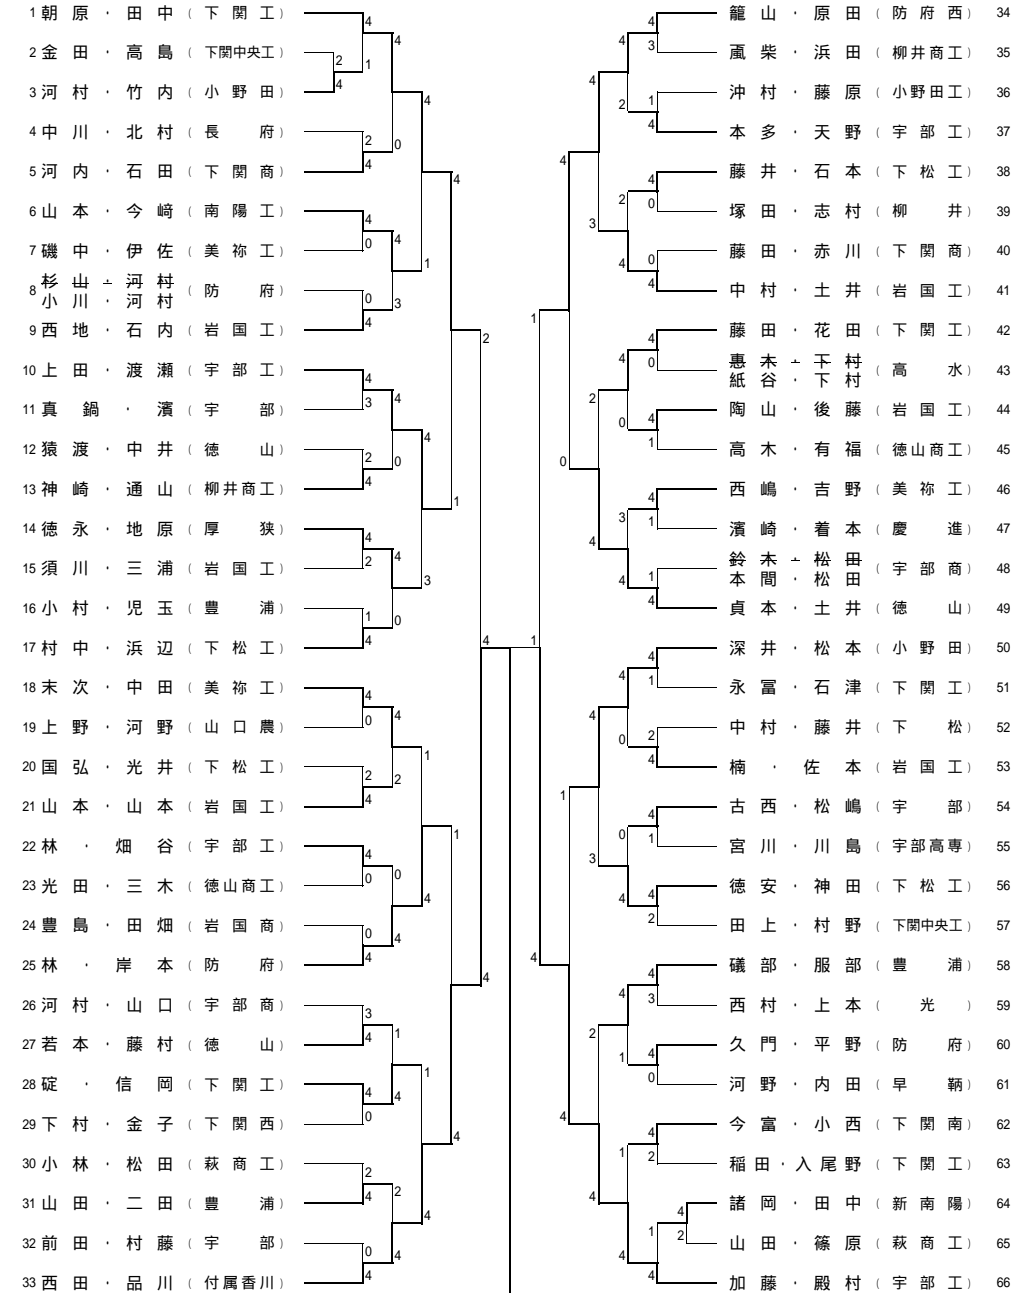 1 朝原・田中（下関工）
2 金田・高島（下関中央工）
3 河村・竹内（小野田）
4 中川・北村（長府）
5 河内・石田（下関商）
6 山本・今﨑（南陽工）
7 磯中・伊佐（美祢工）
杉山・河村
8 小川・河村（防府）
9 西地・石内（岩国工）
10 上田・渡瀬（宇部工）
11 真鍋・濱（宇部）
12 猿渡・中井（徳山）
13 神崎・通山（柳井商工）
14 徳永・地原（厚狭）
15 須川・三浦（岩国工）
16 小村・児玉（豊浦）
17 村中・浜辺（下松工）
18 末次・中田（美祢工）
19 上野・河野（山口農）
20 国弘・光井（下松工）
21 山本・山本（岩国工）
22 林・畑谷（宇部工）
23 光田・三木（徳山商工）
24 豊島・田畑（岩国商）
25 林・岸本（防府）
26 河村・山口（宇部商）
27 若本・藤村（徳山）
28 碇・信岡（下関工）
29 下村・金子（下関西）
30 小林・松田（萩商工）
31 山田・二田（豊浦）
32 前田・村藤（宇部）
33 西田・品川（付属香川）
籠山・原田（防府西） 34
凬柴・浜田（柳井商工） 35
沖村・藤原（小野田工） 36
本多・天野（宇部工） 37
藤井・石本（下松工） 38
塚田・志村（柳井） 39
藤田・赤川（下関商） 40
中村・土井（岩国工） 41
藤田・花田（下関工） 42
惠木・下村
紙谷・下村（高水） 43
陶山・後藤（岩国工） 44
高木・有福（徳山商工） 45
西嶋・吉野（美祢工） 46
濱崎・着本（慶進） 47
鈴木・松田
本間・松田（宇部商） 48
貞本・土井（徳山） 49
深井・松本（小野田） 50
永冨・石津（下関工） 51
中村・藤井（下松） 52
楠・佐本（岩国工） 53
古西・松嶋（宇部） 54
宮川・川島（宇部高専） 55
徳安・神田（下松工） 56
田上・村野（下関中央工） 57
礒部・服部（豊浦） 58
西村・上本（光） 59
久門・平野（防府） 60
河野・内田（早鞆） 61
今富・小西（下関南） 62
稲田・入尾野（下関工） 63
諸岡・田中（新南陽） 64
山田・篠原（萩商工） 65
加藤・殿村（宇部工） 66